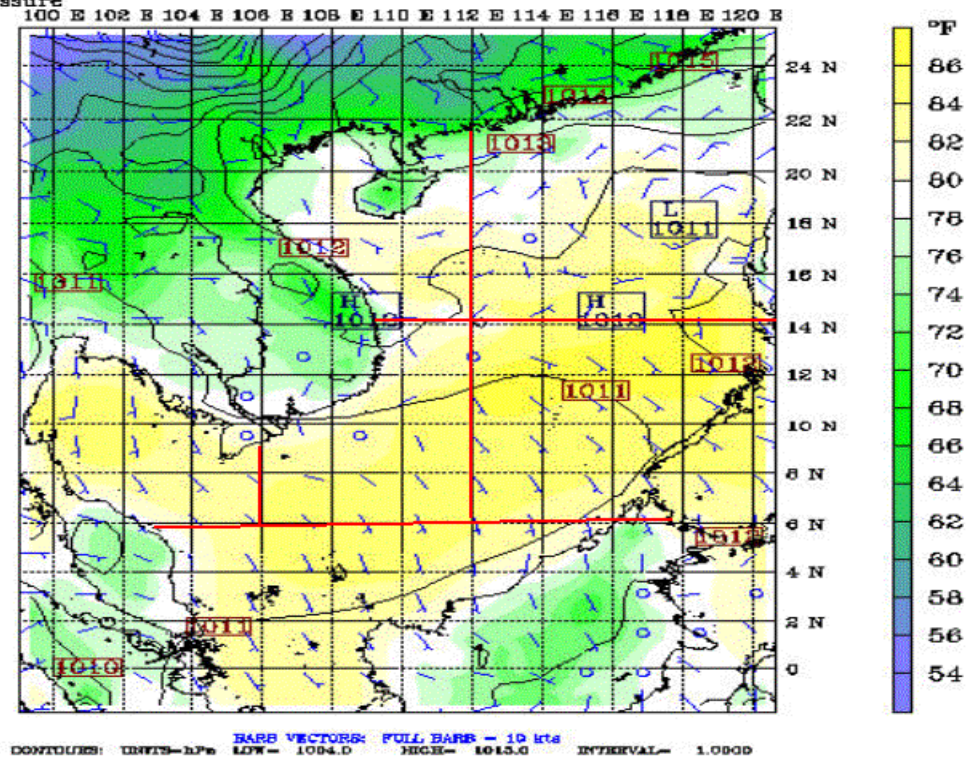 100 E 102 E 104 E 106 E 108 E 110 E 112 E 114 E 116 E 118 E 120 E
°F
1015
24 N
86
1014
84
22 N
1013
82
20 N
80
L
1011
18 N
78
1012
76
1011
16 N
74
H
H
1012
14 N
72
1012
12 N
70
1011
68
10 N
66
8 N
64
6 N
1012
62
60
4 N
58
2 N
1011
56
1010
0
54
BARB VECTORS: FULL BARB = 10 kts
CONTOURS: UNITS=hPa LOW= 1004.0 HIGH= 1015.0 INTERVAL= 1.0000